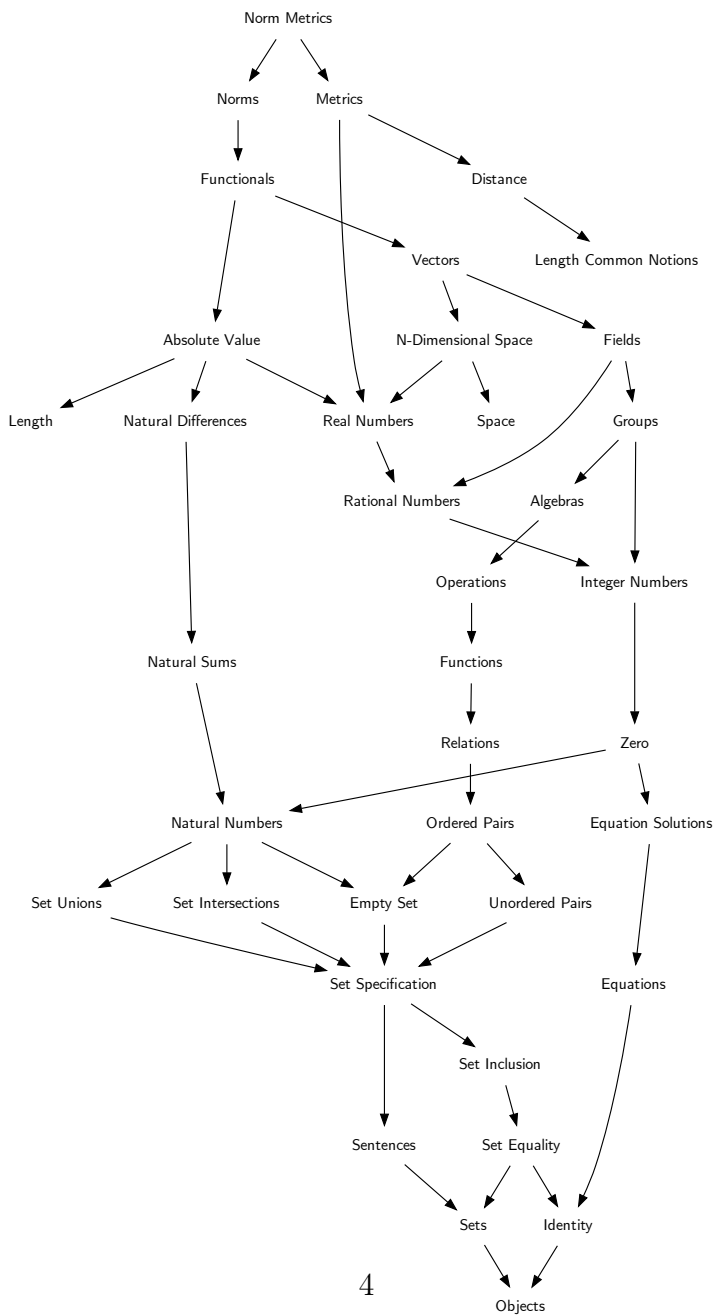 Norm Metrics
Norms
Metrics
Functionals
Distance
Vectors
Length Common Notions
Absolute Value
N-Dimensional Space
Fields
Length
Natural Differences
Real Numbers
Space
Groups
Rational Numbers
Algebras
Operations
Integer Numbers
Natural Sums
Functions
Relations
Zero
Natural Numbers
Ordered Pairs
Equation Solutions
Set Unions
Set Intersections
Empty Set
Unordered Pairs
Set Specification
Equations
Set Inclusion
Sentences
Set Equality
Sets
Identity
4
Objects